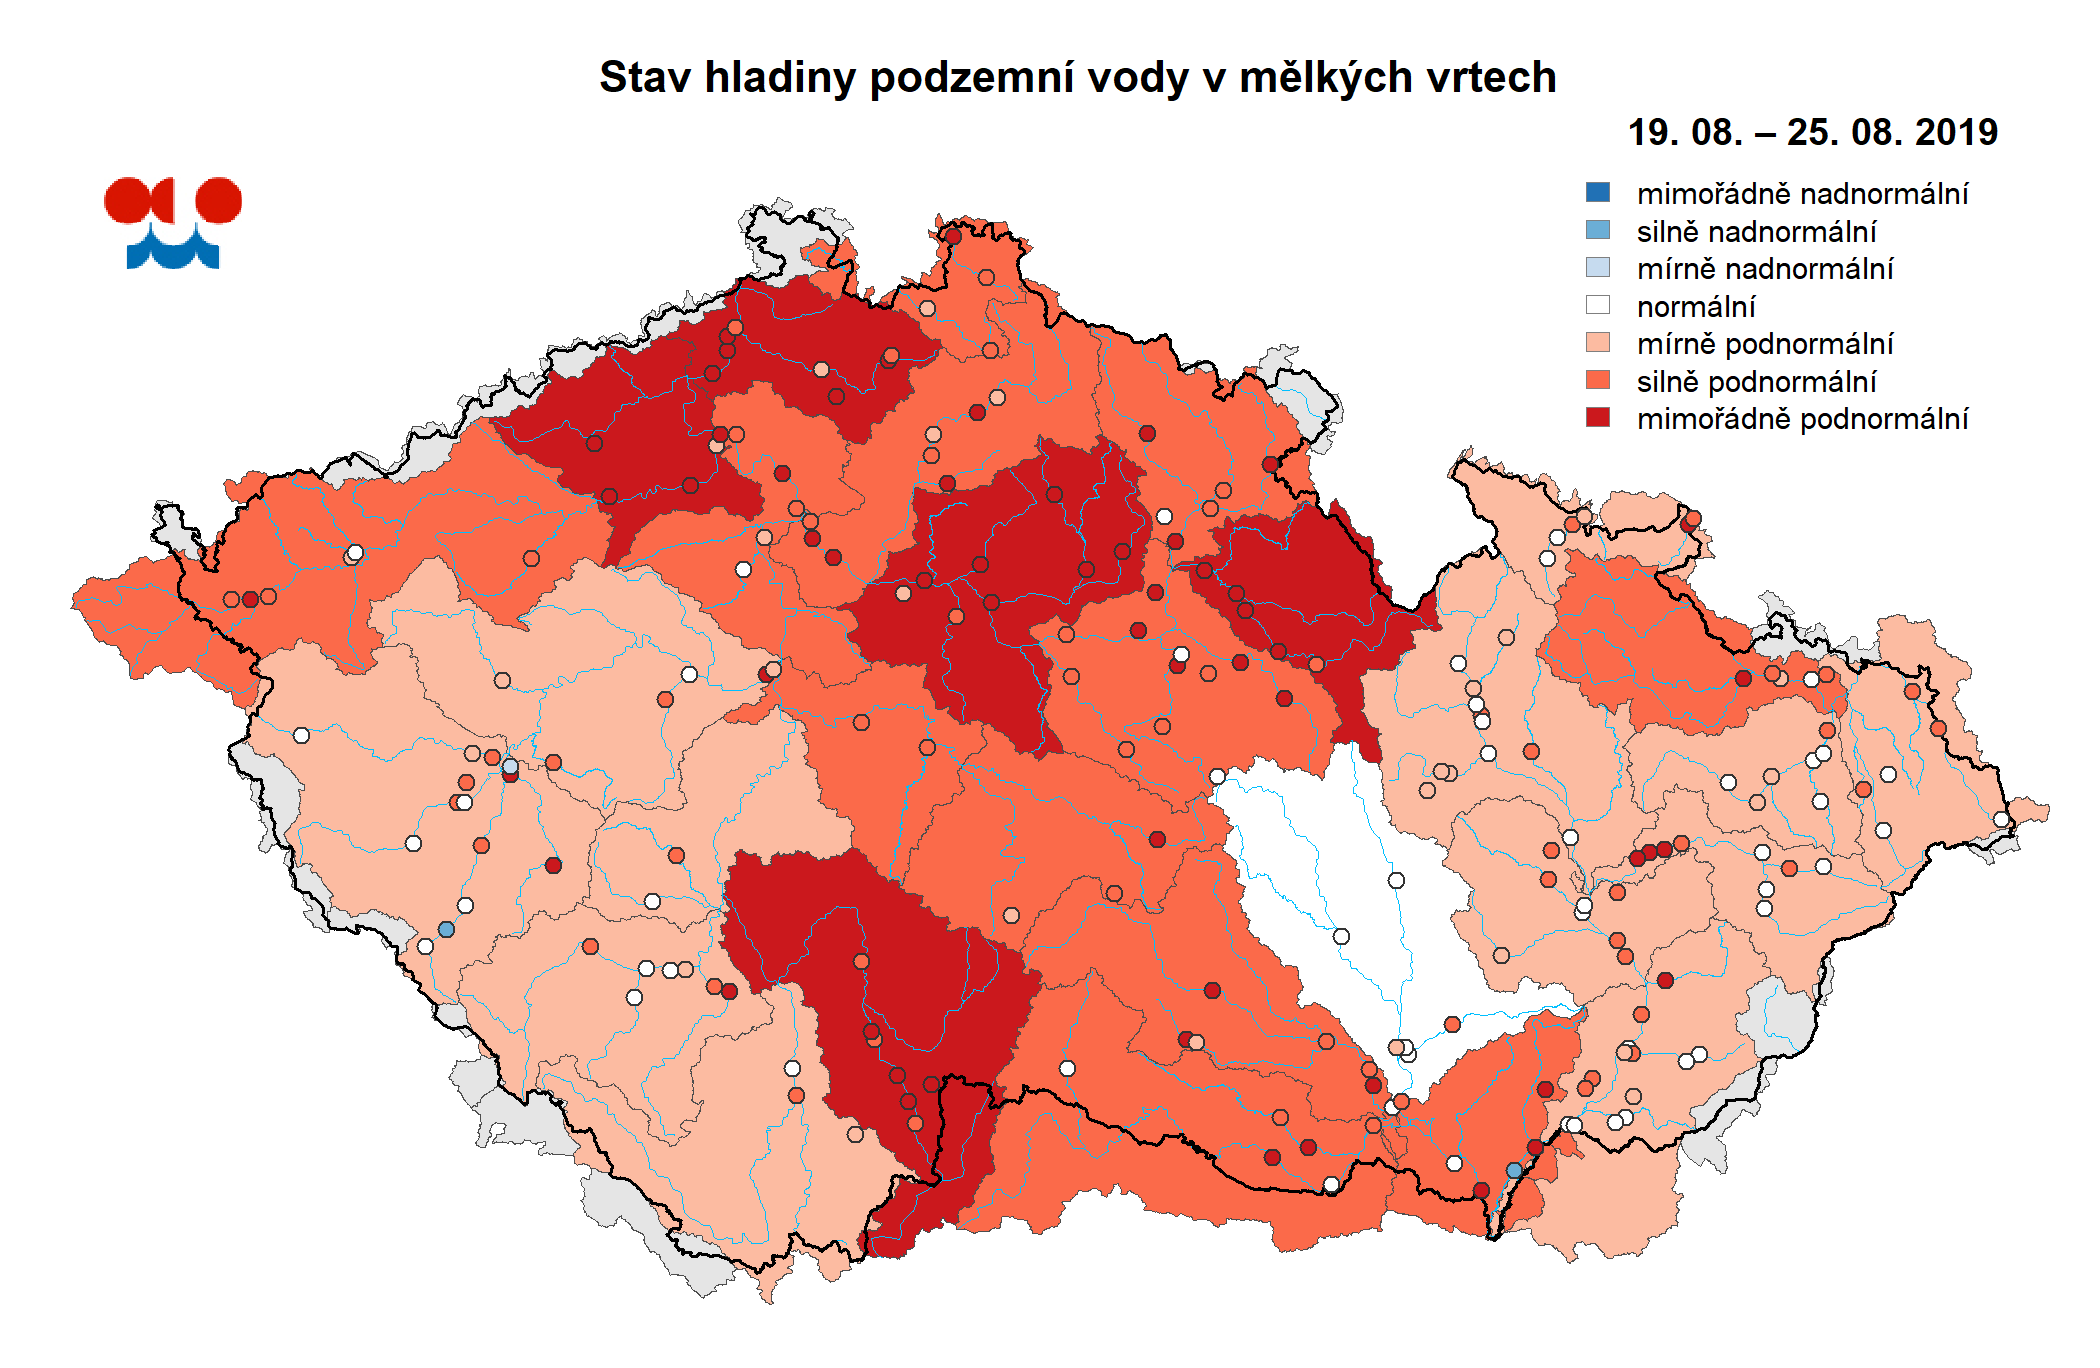 Stav hladiny podzemní vody v mělkých vrtech
19. 08. – 25. 08. 2019
mimořádně nadnormální
silně nadnormální
mírně nadnormální
normální
mírně podnormální
silně podnormální
mimořádně podnormální